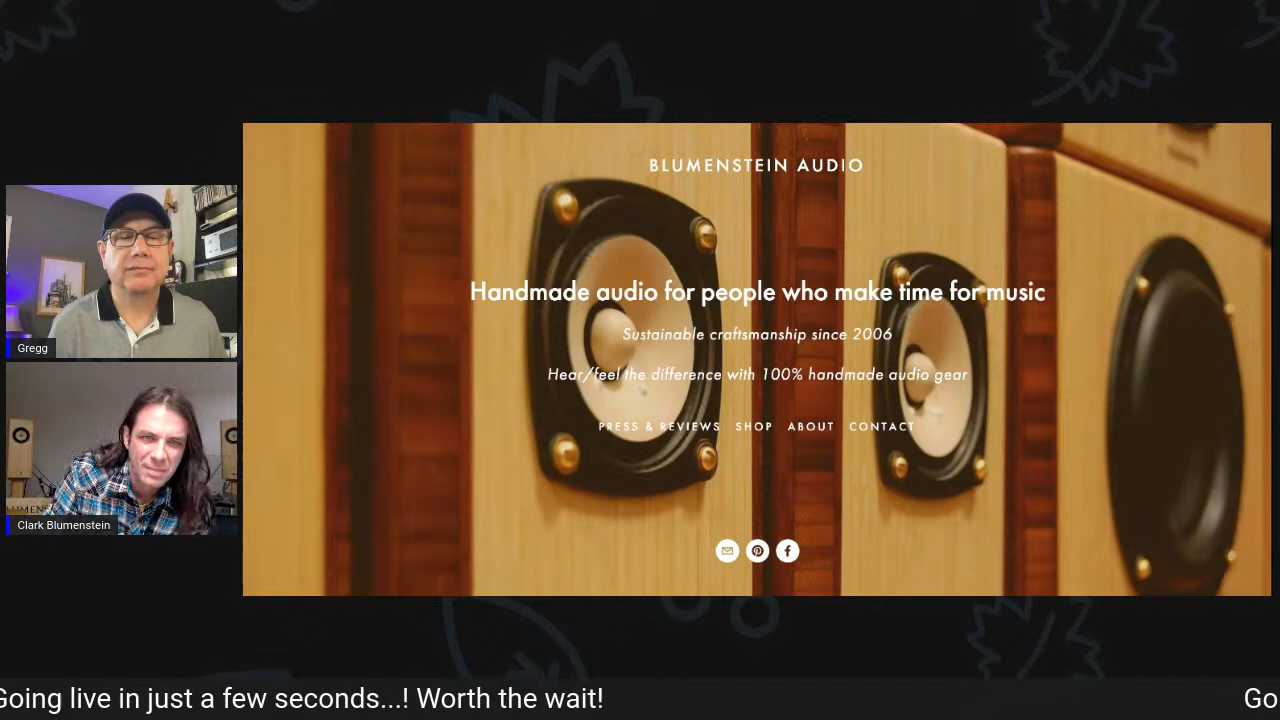 BLUMENSTEIN AUDIO
Handmade audio for people who make time for music
Sustainable craftsmanship since 2006
Hear/feel the difference with 100% handmade audio gear
PRESS & REVIEWS SHOP ABOUT CONTACT
Gregg
Clark Blumenstein
Going live in just a few seconds...! Worth the wait! Go